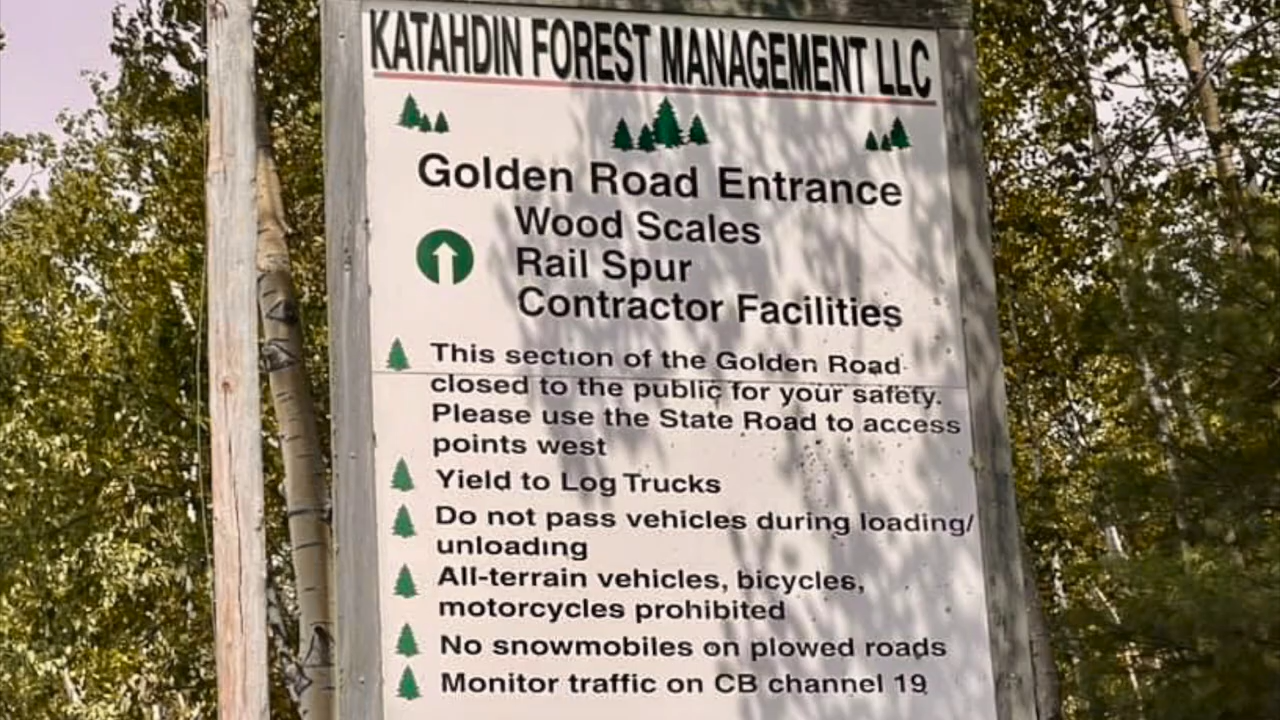 KATAHDIN FOREST MANAGEMENT LLC
Golden Road Entrance
Wood Scales
Rail Spur
Contractor Facilities
This section of the Golden Road
closed to the public for your safety.
Please use the State Road to access
points west
Yield to Log Trucks
Do not pass vehicles during loading/
unloading
All-terrain vehicles, bicycles,
motorcycles prohibited
No snowmobiles on plowed roads
Monitor traffic on CB channel 19